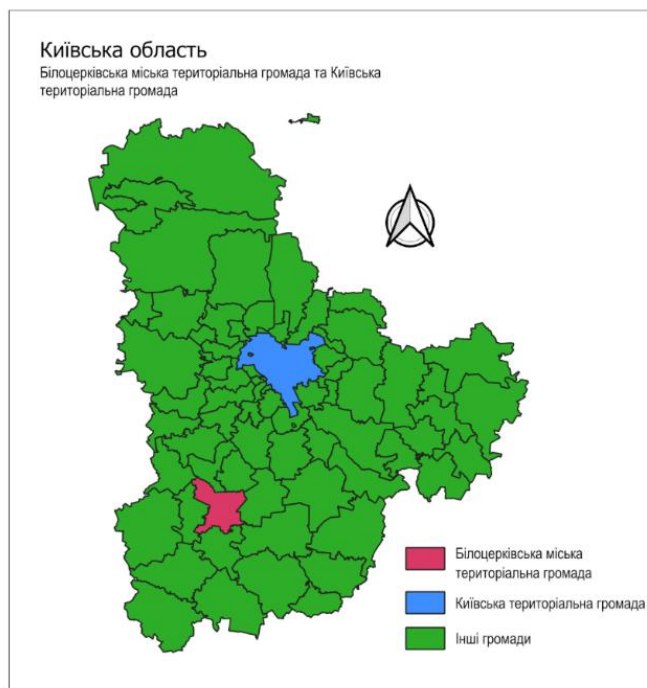 Київська область
Білоцерківська міська територіальна громада та Київська
територіальна громада
Білоцерківська міська
територіальна громада
Київська територіальна громада
Інші громади